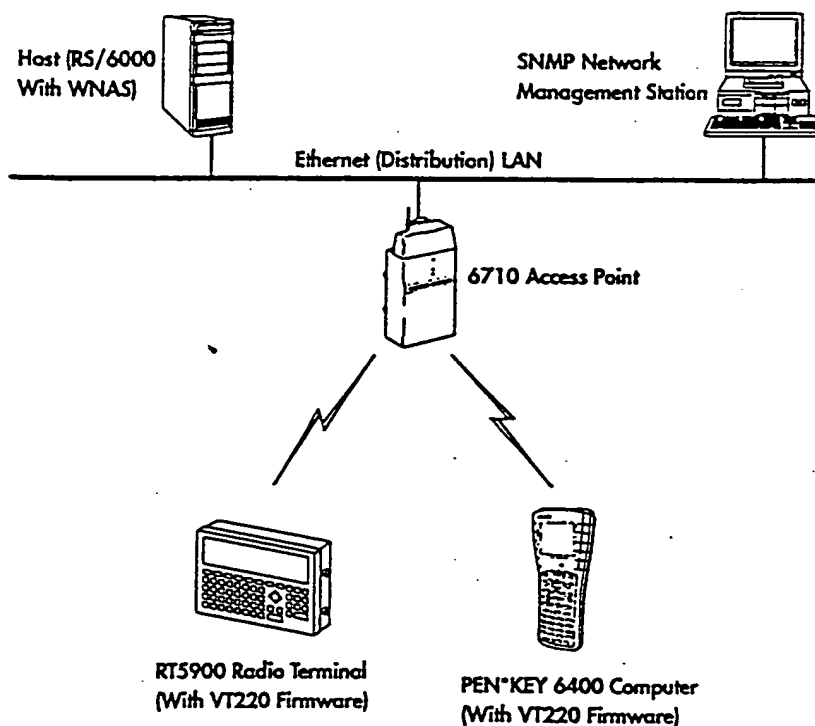 Host (RS/6000
With WNAS)
SNMP Network
Management Station
Ethernet (Distribution) LAN
6710 Access Point
RT5900 Radio Terminal
(With VT220 Firmware)
PEN*KEY 6400 Computer
(With VT220 Firmware)